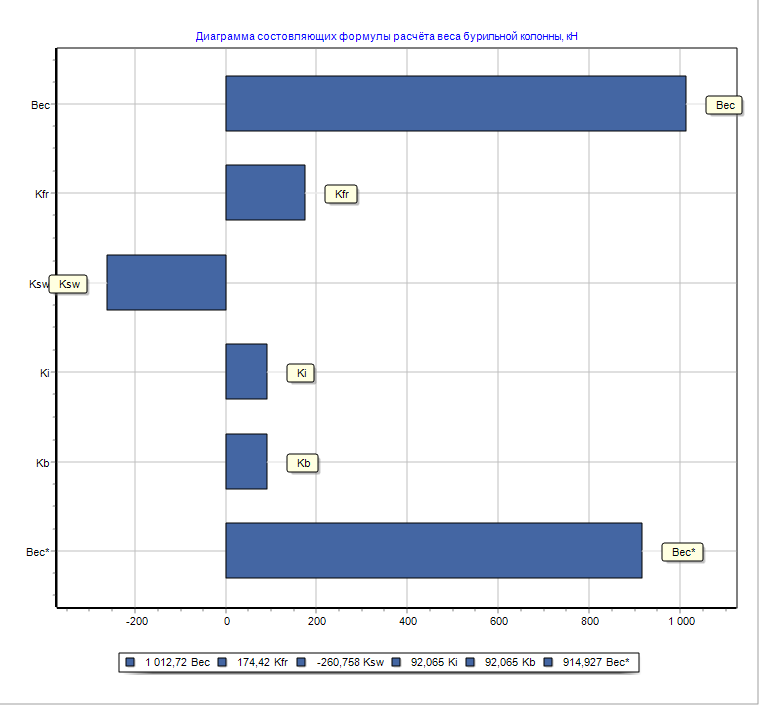 Диаграмма состовляющих формулы расчёта веса бурильной колонны, кН
Вес
Вес
Kfr
Kfr
Ksw
Ksw
Ki
Ki
Kb
Kb
Вес*
Вес*
-200 0 200 400 600 800 1 000
1 012,72 Вес 174,42 Kfr -260,758 Ksw 92,065 Ki 92,065 Kb 914,927 Вес*